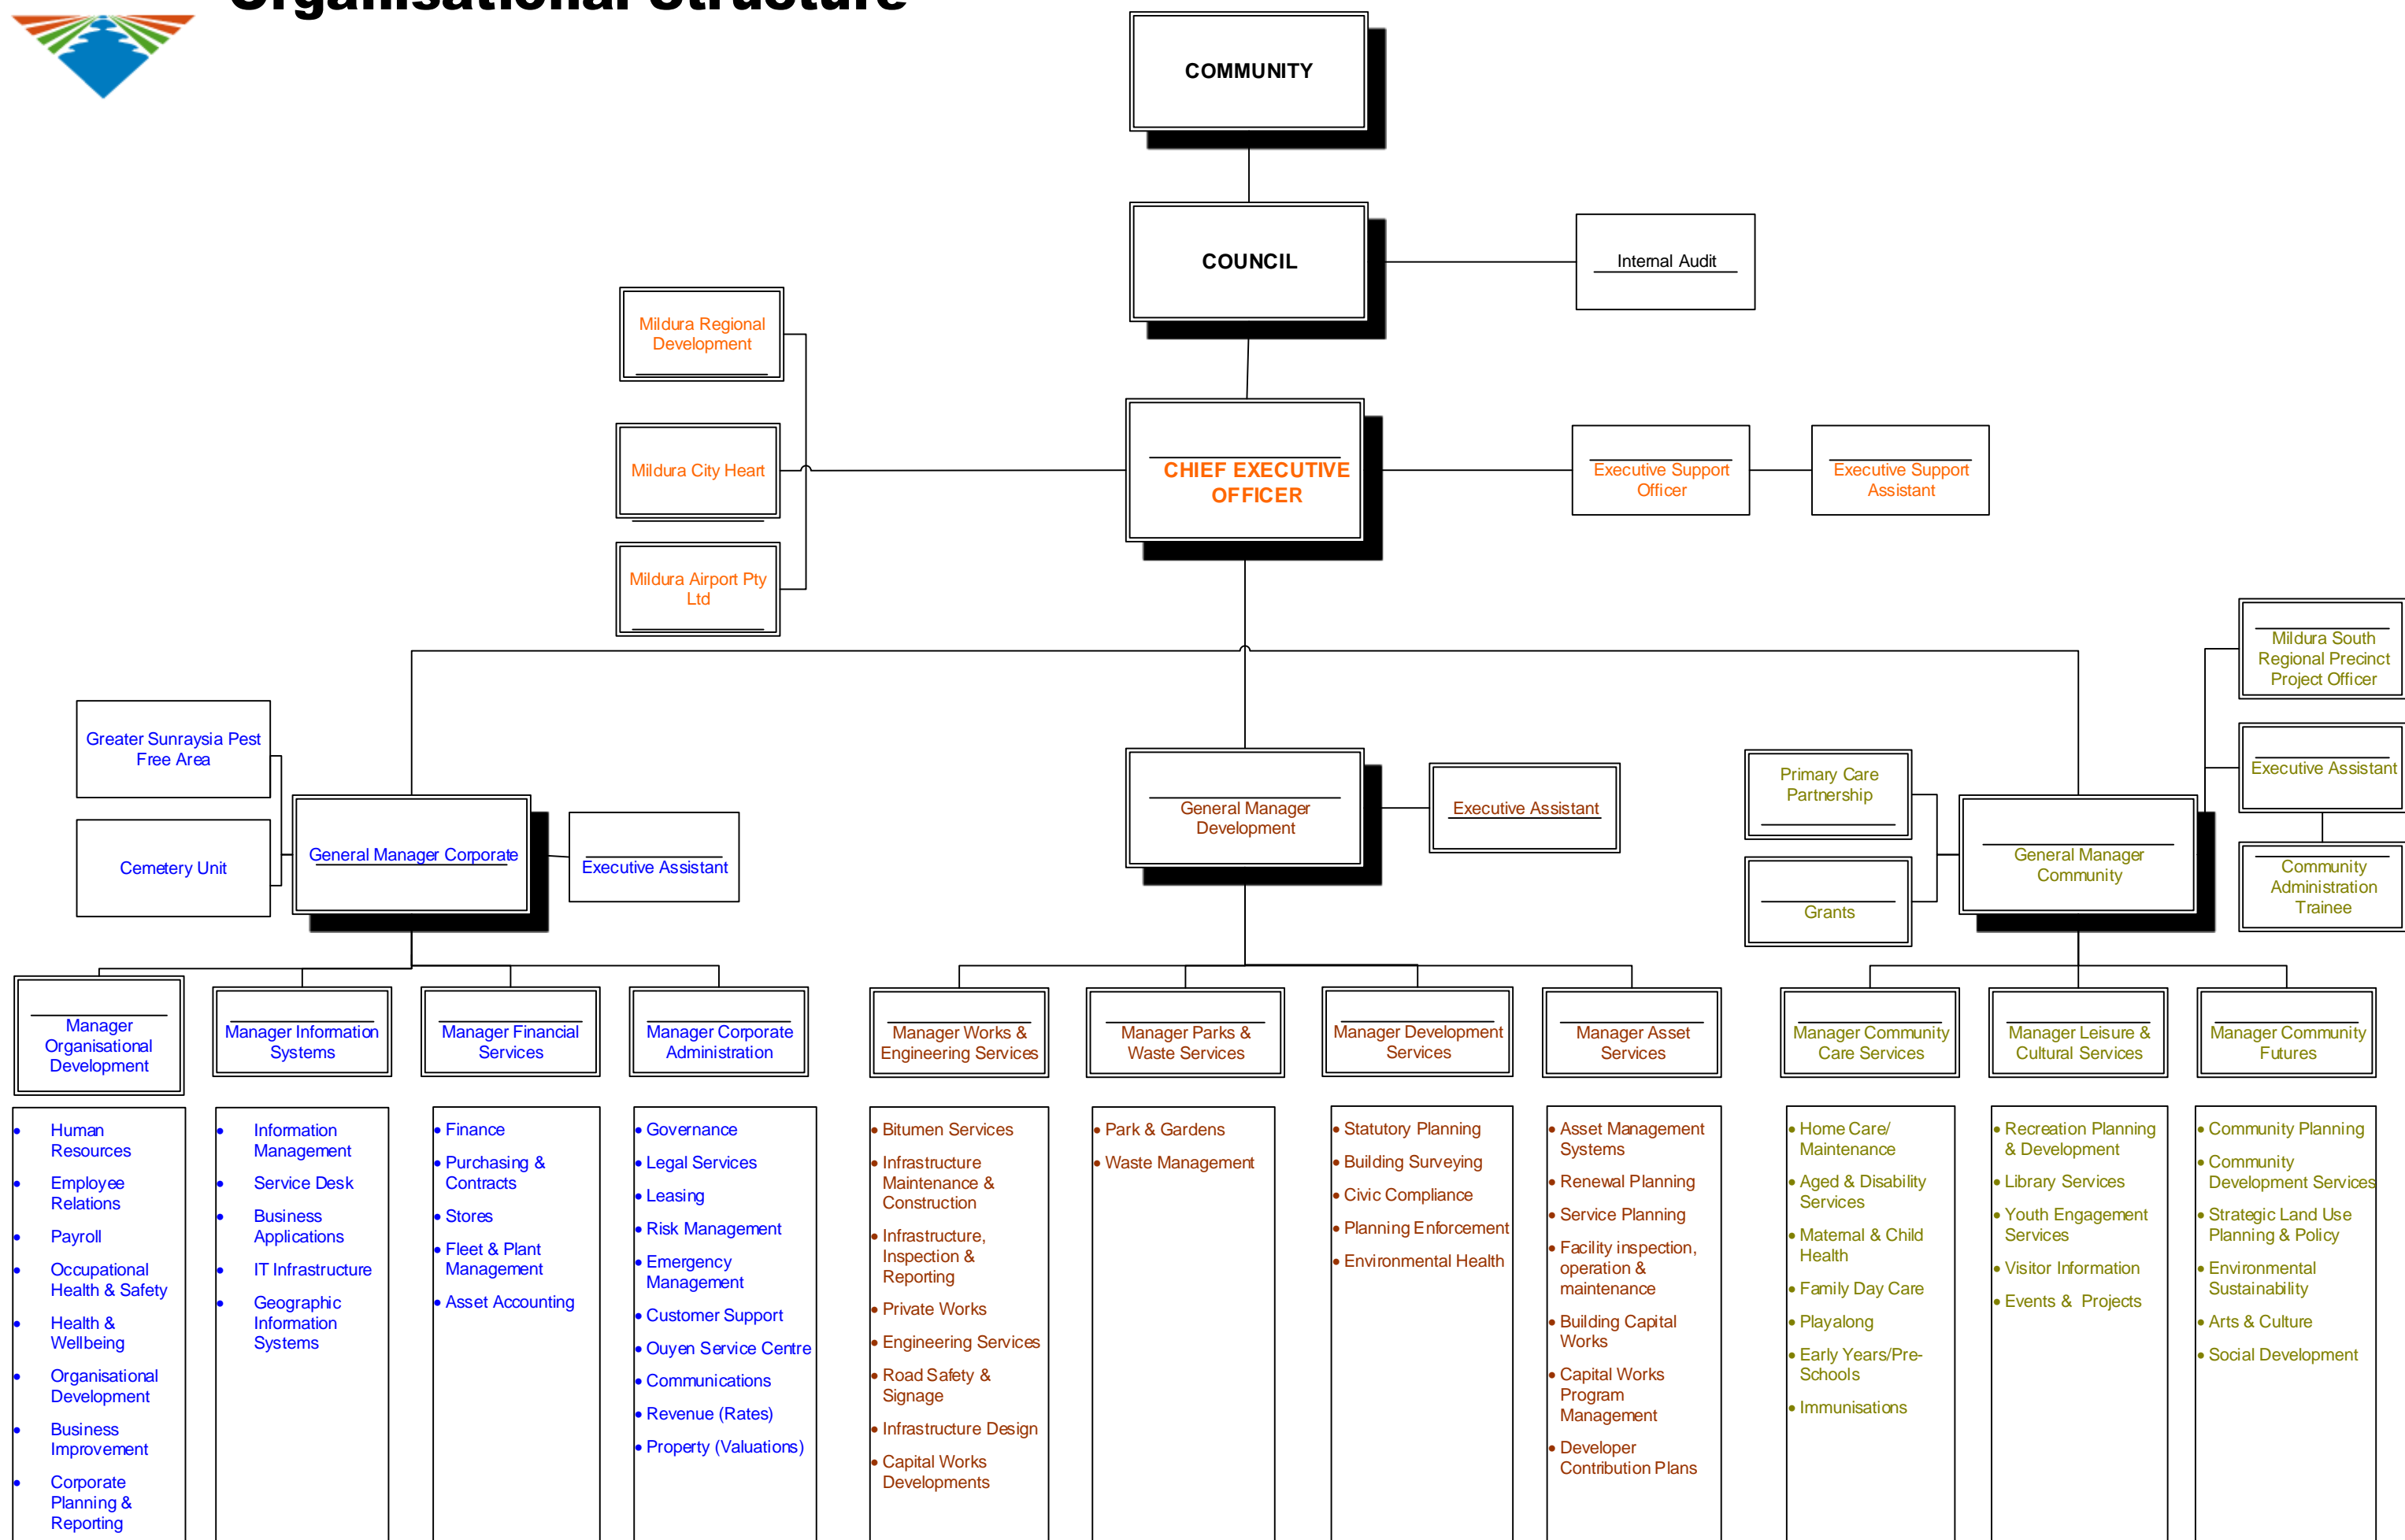 Organisational Structure
COMMUNITY
COUNCIL
Internal Audit
Mildura Regional
Development
Mildura City Heart
Mildura Airport Pty
Ltd
CHIEF EXECUTIVE
OFFICER
Executive Support
Officer
Executive Support
Assistant
Mildura South
Regional Precinct
Project Officer
Executive Assistant
Community
Administration
Trainee
Greater Sunraysia Pest
Free Area
Cemetery Unit
General Manager Corporate
Executive Assistant
General Manager
Development
Executive Assistant
Primary Care
Partnership
Grants
General Manager
Community
Manager
Organisational
Development
Manager Information
Systems
Manager Financial
Services
Manager Corporate
Administration
Manager Works &
Engineering Services
Manager Parks &
Waste Services
Manager Development
Services
Manager Asset
Services
Manager Community
Care Services
Manager Leisure &
Cultural Services
Manager Community
Futures
• Human
Resources
• Employee
Relations
• Payroll
• Occupational
Health & Safety
• Health &
Wellbeing
• Organisational
Development
• Business
Improvement
• Corporate
Planning &
Reporting
• Information
Management
• Service Desk
• Business
Applications
• IT Infrastructure
• Geographic
Information
Systems
• Finance
• Purchasing &
Contracts
• Stores
• Fleet & Plant
Management
• Asset Accounting
• Governance
• Legal Services
• Leasing
• Risk Management
• Emergency
Management
• Customer Support
• Ouyen Service Centre
• Communications
• Revenue (Rates)
• Property (Valuations)
• Bitumen Services
• Infrastructure
Maintenance &
Construction
• Infrastructure,
Inspection &
Reporting
• Private Works
• Engineering Services
• Road Safety &
Signage
• Infrastructure Design
• Capital Works
Developments
• Park & Gardens
• Waste Management
• Statutory Planning
• Building Surveying
• Civic Compliance
• Planning Enforcement
• Environmental Health
• Asset Management
Systems
• Renewal Planning
• Service Planning
• Facility inspection,
operation &
maintenance
• Building Capital
Works
• Capital Works
Program
Management
• Developer
Contribution Plans
• Home Care/
Maintenance
• Aged & Disability
Services
• Maternal & Child
Health
• Family Day Care
• Playalong
• Early Years/Pre-
Schools
• Immunisations
• Recreation Planning
& Development
• Library Services
• Youth Engagement
Services
• Visitor Information
• Events & Projects
• Community Planning
• Community
Development Services
• Strategic Land Use
Planning & Policy
• Environmental
Sustainability
• Arts & Culture
• Social Development